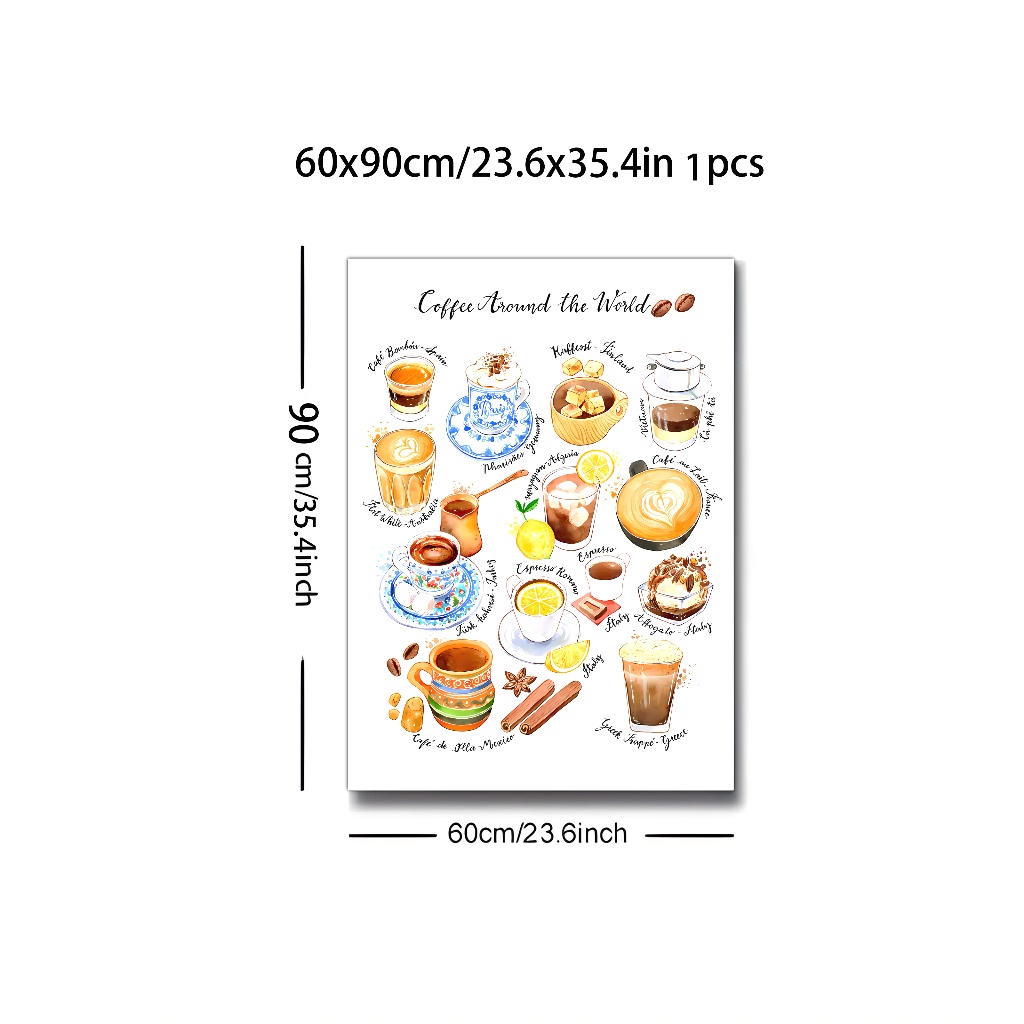 60x90cm/23.6x35.4in 1pcs
90 cm/35.4inch
Coffee Around the World
Café Bombón - Spain
Kaffeost - Finland
Vietnam
Cà phê đá
Pharisäer Germany
Flat White - Australia
Mazagran - Algeria
Café au Lait - France
Türk kahvesi - Turkey
Espresso Romano
Italy
Espresso
Italy
Affogato - Italy
Café de Olla - Mexico
Greek Frappé - Greece
60cm/23.6inch